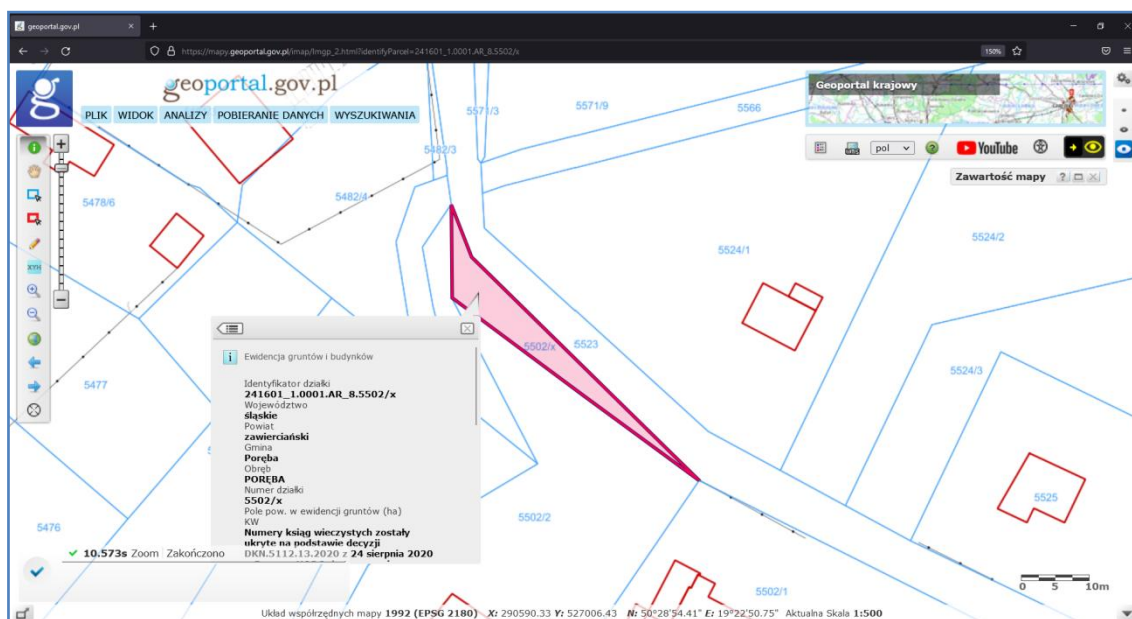 geoportal.gov.pl
https://mapy.geoportal.gov.pl/imap/Imgp_2.html?identifyParcel=241601_1.0001.AR_8.5502/x
150%
geoportal.gov.pl
PLIK WIDOK ANALIZY POBIERANIE DANYCH WYSZUKIWANIA
Geoportal krajowy
pol
YouTube
Zawartość mapy
XYH
5571/3
5571/9
5566
5482/3
5482/4
5478/6
5524/1
5524/2
5502/x
5523
5524/3
5477
5476
5502/2
5525
5502/1
Ewidencja gruntów i budynków
Identyfikator działki
241601_1.0001.AR_8.5502/x
Województwo
śląskie
Powiat
zawierciański
Gmina
Poręba
Obręb
PORĘBA
Numer działki
5502/x
Pole pow. w ewidencji gruntów (ha)
KW
Numery ksiąg wieczystych zostały
ukryte na podstawie decyzji
DKN.5112.13.2020 z 24 sierpnia 2020
10.573s Zoom Zakończono
0 5 10m
Układ współrzędnych mapy 1992 (EPSG 2180) X: 290590.33 Y: 527006.43 N: 50°28'54.41" E: 19°22'50.75" Aktualna Skala 1:500